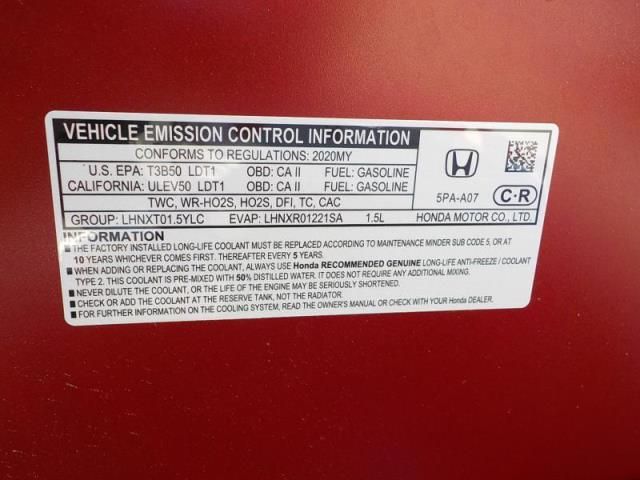 VEHICLE EMISSION CONTROL INFORMATION
CONFORMS TO REGULATIONS: 2020MY
U.S. EPA: T3B50 LDT1 OBD: CA II FUEL: GASOLINE
CALIFORNIA: ULEV50 LDT1 OBD: CA II FUEL: GASOLINE
TWC, WR-HO2S, HO2S, DFI, TC, CAC
GROUP: LHNXT01.5YLC EVAP: LHNXR01221SA 1.5L
5PA-A07 C·R
HONDA MOTOR CO., LTD.
INFORMATION
■ THE FACTORY INSTALLED LONG-LIFE COOLANT MUST BE REPLACED ACCORDING TO MAINTENANCE MINDER SUB CODE 5, OR AT
10 YEARS WHICHEVER COMES FIRST. THEREAFTER EVERY 5 YEARS.
■ WHEN ADDING OR REPLACING THE COOLANT, ALWAYS USE Honda RECOMMENDED GENUINE LONG-LIFE ANTI-FREEZE / COOLANT
TYPE 2. THIS COOLANT IS PRE-MIXED WITH 50% DISTILLED WATER. IT DOES NOT REQUIRE ANY ADDITIONAL MIXING.
■ NEVER DILUTE THE COOLANT, OR THE LIFE OF THE ENGINE MAY BE SERIOUSLY SHORTENED.
■ CHECK OR ADD THE COOLANT AT THE RESERVE TANK, NOT THE RADIATOR.
■ FOR FURTHER INFORMATION ON THE COOLING SYSTEM, READ THE OWNER'S MANUAL OR CHECK WITH YOUR Honda DEALER.